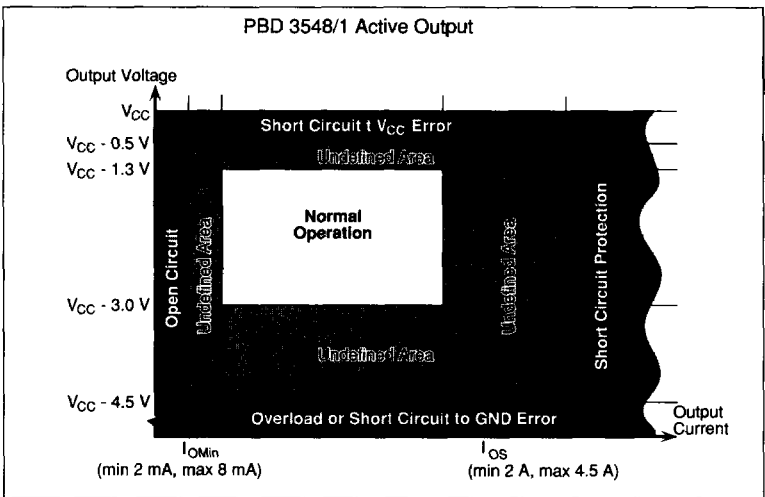 PBD 3548/1 Active Output
Output Voltage
VCC
VCC - 0.5 V
VCC - 1.3 V
VCC - 3.0 V
VCC - 4.5 V
Short Circuit t VCC Error
Undefined Area
Normal
Operation
Open Circuit
Undefined Area
Undefined Area
Short Circuit Protection
Undefined Area
Overload or Short Circuit to GND Error
Output
Current
IOMin
(min 2 mA, max 8 mA)
IOS
(min 2 A, max 4.5 A)